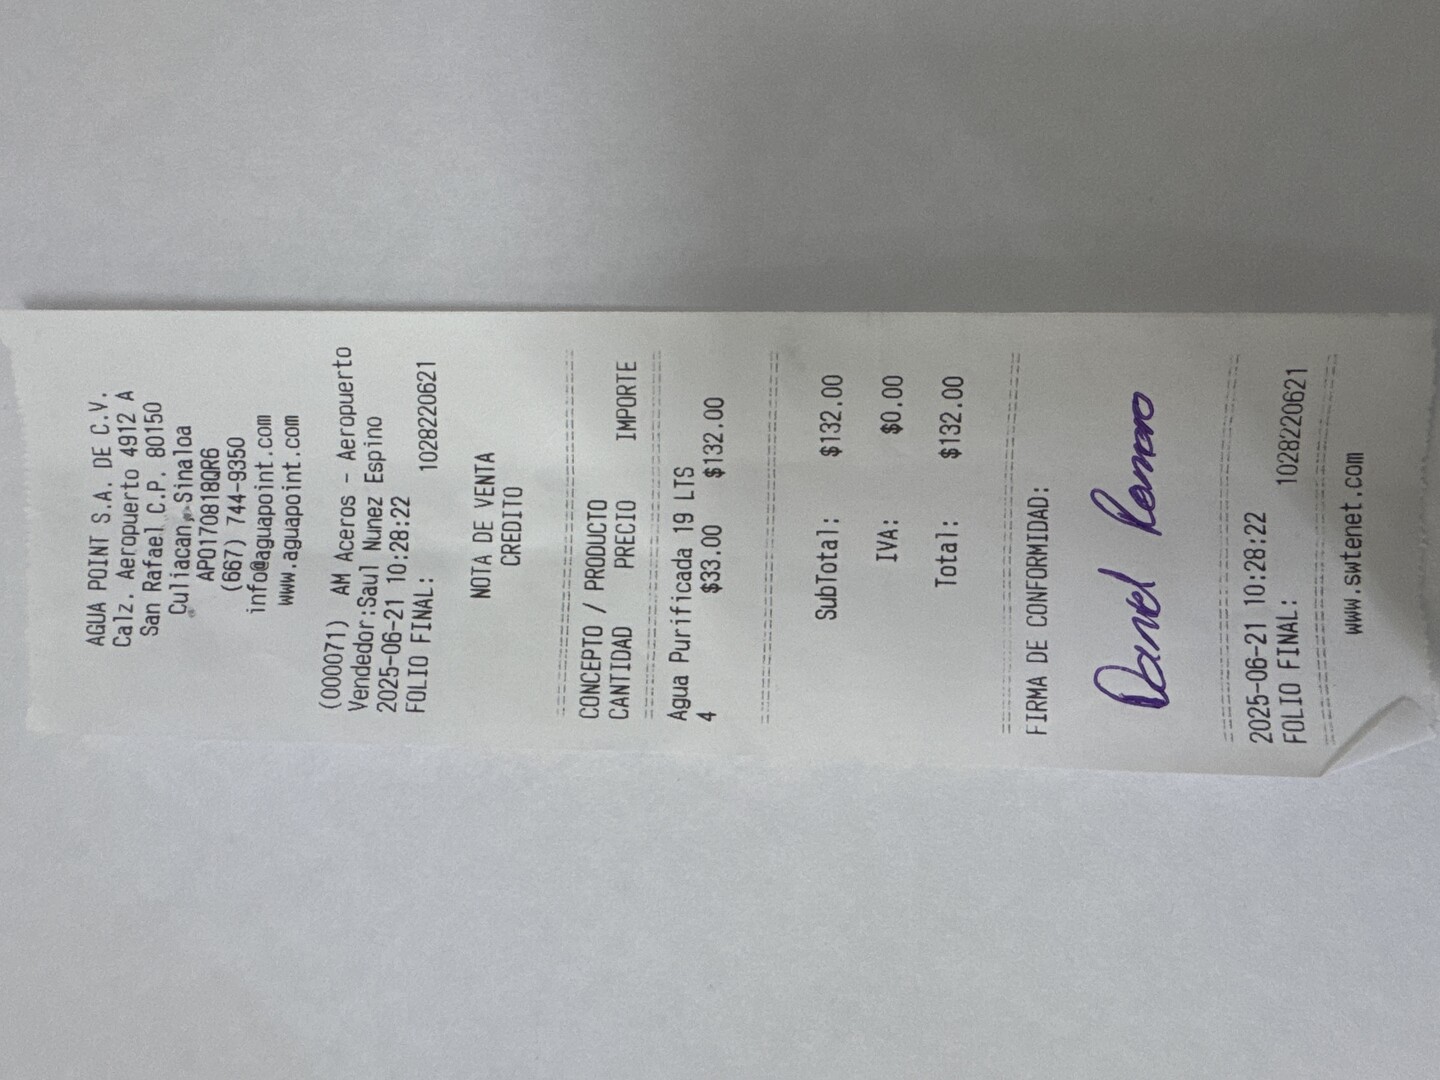 AGUA POINT S.A. DE C.V.
Calz. Aeropuerto 4912 A
San Rafael C.P. 80150
Culiacan, Sinaloa
APO170818QR6
(667) 744-9350
info@aguapoint.com
www.aguapoint.com
(000071) AM Aceros - Aeropuerto
Vendedor:Saul Nunez Espino
2025-06-21 10:28:22
FOLIO FINAL: 1028220621
NOTA DE VENTA
CREDITO
CONCEPTO / PRODUCTO
CANTIDAD PRECIO IMPORTE
Agua Purificada 19 LTS
4 $33.00 $132.00
SubTotal: $132.00
IVA: $0.00
Total: $132.00
FIRMA DE CONFORMIDAD:
Daniel Romero
2025-06-21 10:28:22
FOLIO FINAL: 1028220621
www.swtenet.com